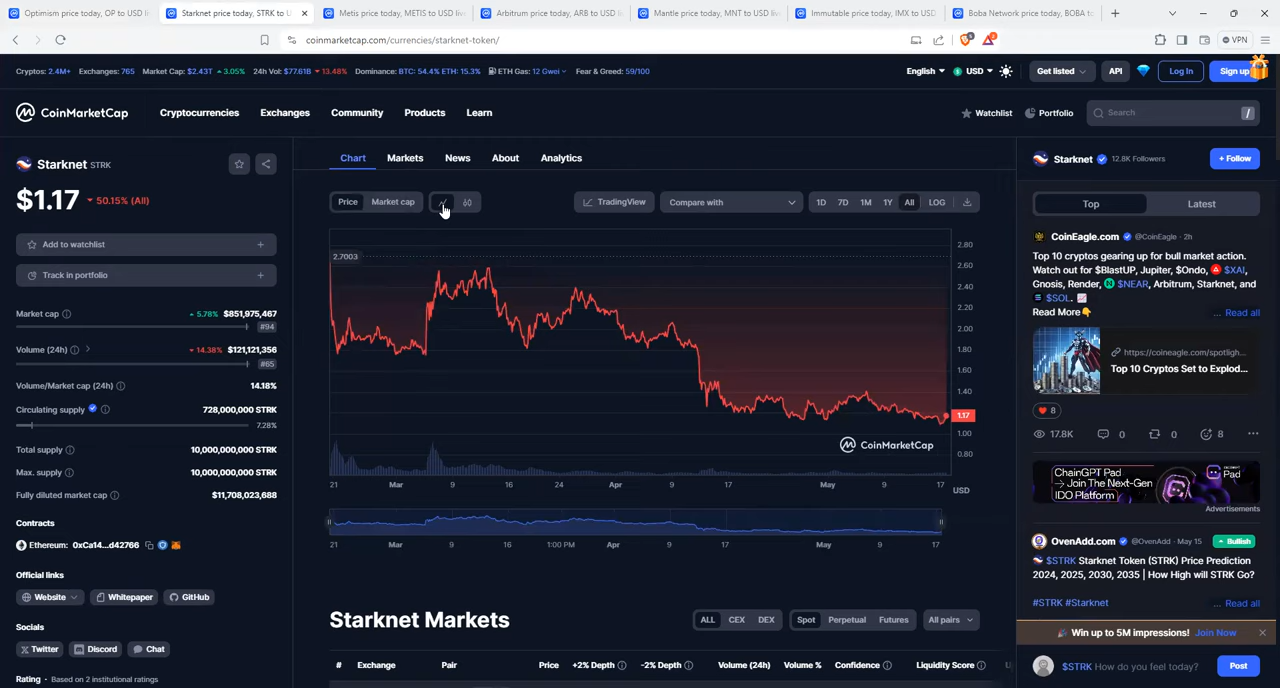 Optimism price today, OP to USD li
Starknet price today, STRK to U
Metis price today, METIS to USD live
Arbitrum price today, ARB to USD l
Mantle price today, MNT to USD live
Immutable price today, IMX to USD
Boba Network price today, BOBA to
coinmarketcap.com/currencies/starknet-token/
VPN
Cryptos: 2.4M+ Exchanges: 765 Market Cap: $2.43T 3.05% 24h Vol: $77.61B 13.48% Dominance: BTC: 54.4% ETH: 15.3% ETH Gas: 12 Gwei Fear & Greed: 59/100
English USD Get listed API Log In Sign up
CoinMarketCap Cryptocurrencies Exchanges Community Products Learn
Watchlist Portfolio Search /
Starknet STRK
$1.17 50.15% (All)
Add to watchlist +
Track in portfolio +
Market cap 5.78% $851,975,467
#94
Volume (24h) 14.38% $121,121,356
#65
Volume/Market cap (24h) 14.18%
Circulating supply 728,000,000 STRK
7.28%
Total supply 10,000,000,000 STRK
Max. supply 10,000,000,000 STRK
Fully diluted market cap $11,708,023,688
Contracts
Ethereum: 0xCa14...d42766
Official links
Website Whitepaper GitHub
Socials
Twitter Discord Chat
Rating · Based on 2 institutional ratings
Chart Markets News About Analytics
Price Market cap
TradingView Compare with 1D 7D 1M 1Y All LOG
2.7003
2.80
2.60
2.40
2.20
2.00
1.80
1.60
1.40
1.17
1.00
0.80
CoinMarketCap
21 Mar 9 16 24 Apr 9 17 May 9 17 USD
21 Mar 9 16 1:00 PM Apr 9 17 May 9 17
Starknet Markets
ALL CEX DEX Spot Perpetual Futures All pairs
# Exchange Pair Price +2% Depth -2% Depth Volume (24h) Volume % Confidence Liquidity Score
Starknet 12.8K Followers + Follow
Top Latest
CoinEagle.com @CoinEagle · 2h
Top 10 cryptos gearing up for bull market action.
Watch out for $BlastUP, Jupiter, $Ondo, $XAI,
Gnosis, Render, $NEAR, Arbitrum, Starknet, and
$SOL.
Read More ... Read all
https://coineagle.com/spotligh...
Top 10 Cryptos Set to Explod...
8
17.8K 0 0 8
ChainGPT Pad
→ Join The Next-Gen
IDO Platform
Pad
Advertisements
OvenAdd.com @OvenAdd · May 15 Bullish
$STRK Starknet Token (STRK) Price Prediction
2024, 2025, 2030, 2035 | How High will STRK Go?
#STRK #Starknet ... Read all
Win up to 5M impressions! Join Now
$STRK How do you feel today? Post